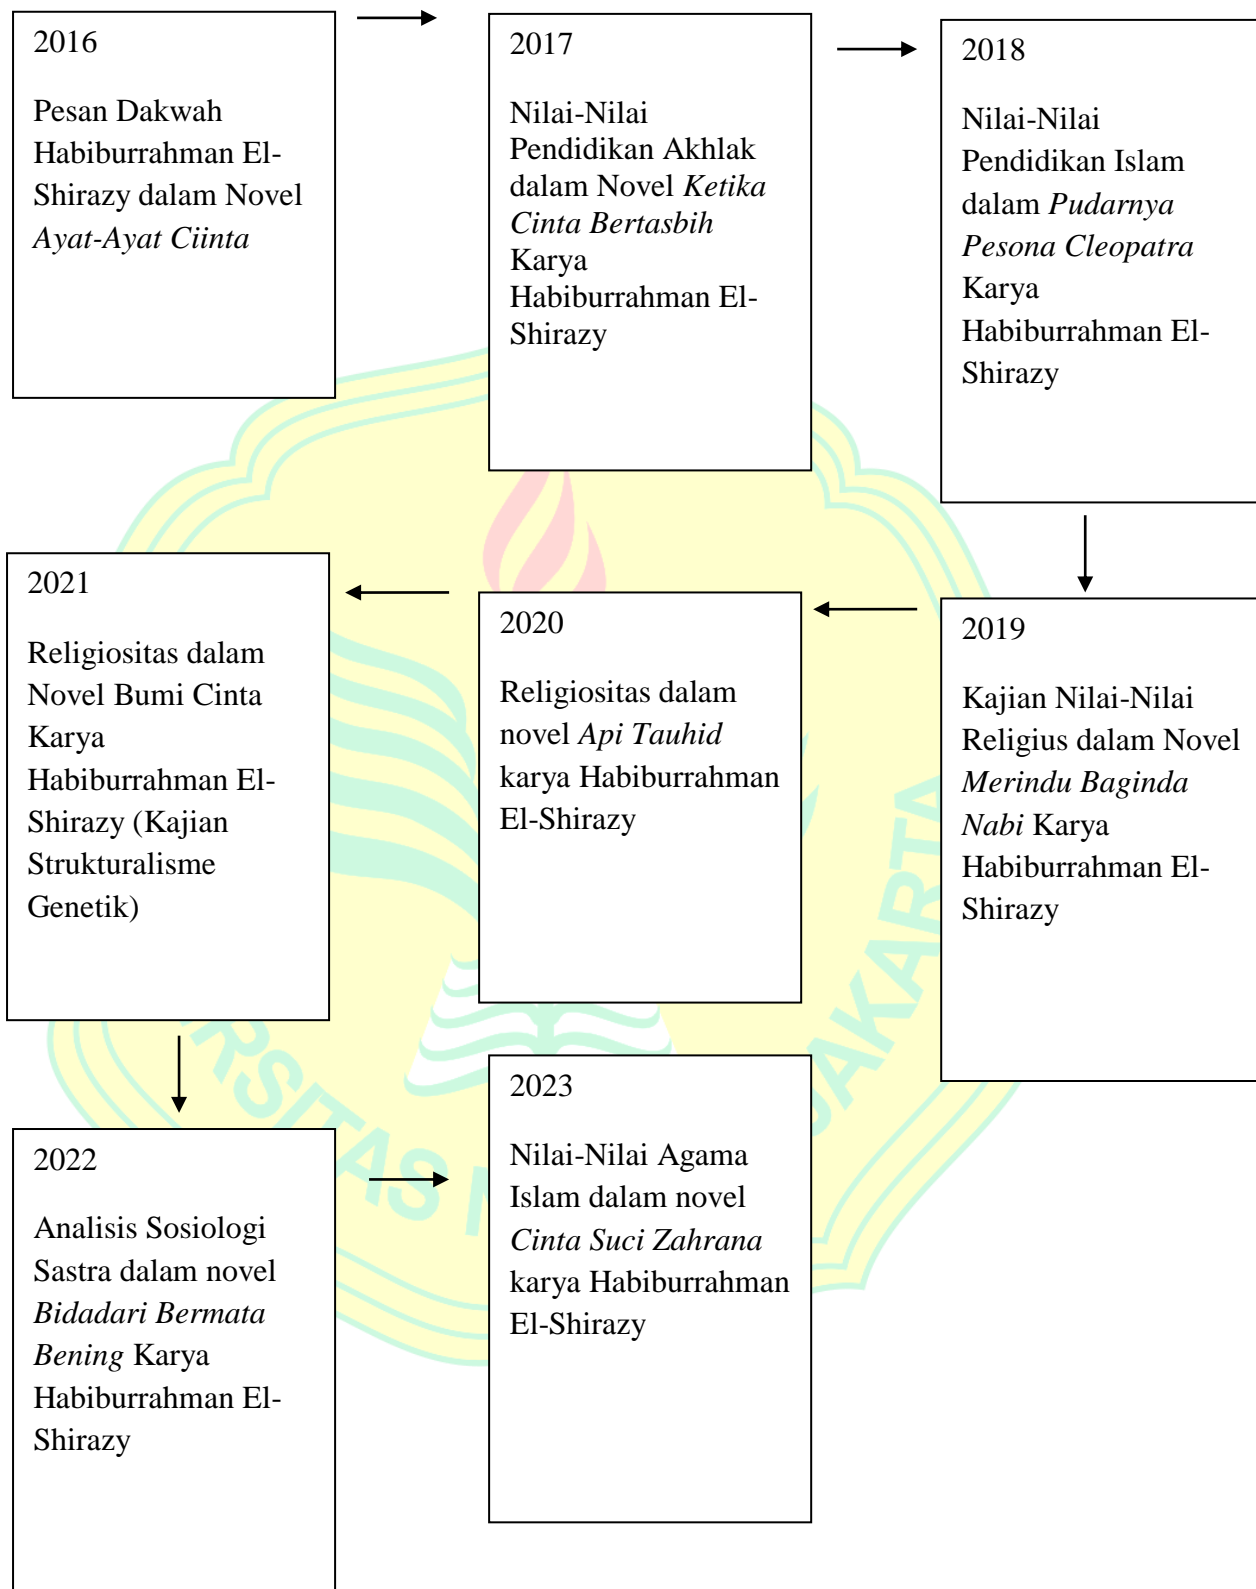 2016
Pesan Dakwah
Habiburrahman El-
Shirazy dalam Novel
Ayat-Ayat Ciinta
2017
Nilai-Nilai
Pendidikan Akhlak
dalam Novel Ketika
Cinta Bertasbih
Karya
Habiburrahman El-
Shirazy
2018
Nilai-Nilai
Pendidikan Islam
dalam Pudarnya
Pesona Cleopatra
Karya
Habiburrahman El-
Shirazy
2019
Kajian Nilai-Nilai
Religius dalam Novel
Merindu Baginda
Nabi Karya
Habiburrahman El-
Shirazy
2020
Religiositas dalam
novel Api Tauhid
karya Habiburrahman
El-Shirazy
2021
Religiositas dalam
Novel Bumi Cinta
Karya
Habiburrahman El-
Shirazy (Kajian
Strukturalisme
Genetik)
2022
Analisis Sosiologi
Sastra dalam novel
Bidadari Bermata
Bening Karya
Habiburrahman El-
Shirazy
2023
Nilai-Nilai Agama
Islam dalam novel
Cinta Suci Zahrana
karya Habiburrahman
El-Shirazy
RSITAS N
JAKARTA